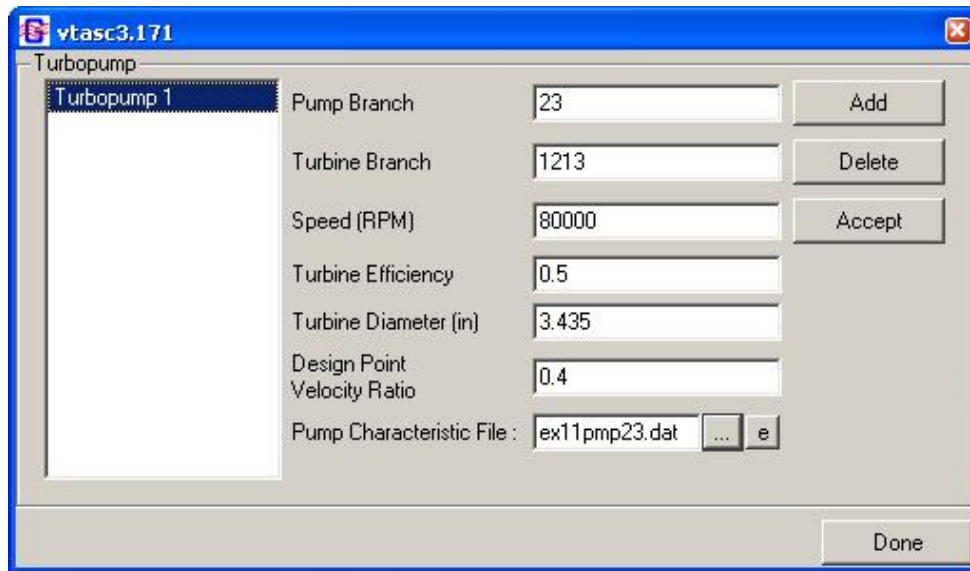 vtasc3.171
Turbopump
Turbopump 1
Pump Branch 23 Add
Turbine Branch 1213 Delete
Speed (RPM) 80000 Accept
Turbine Efficiency 0.5
Turbine Diameter (in) 3.435
Design Point
Velocity Ratio 0.4
Pump Characteristic File : ex11pmp23.dat ... e
Done